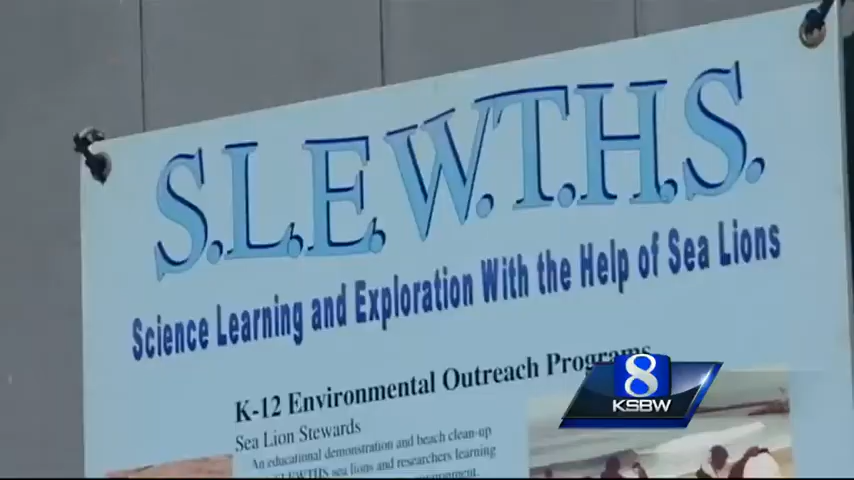 S.L.E.W.T.H.S.
Science Learning and Exploration With the Help of Sea Lions
K-12 Environmental Outreach Programs
Sea Lion Stewards
An educational demonstration and beach clean-up
SLEWTHS sea lions and researchers learning
environment.
8
KSBW